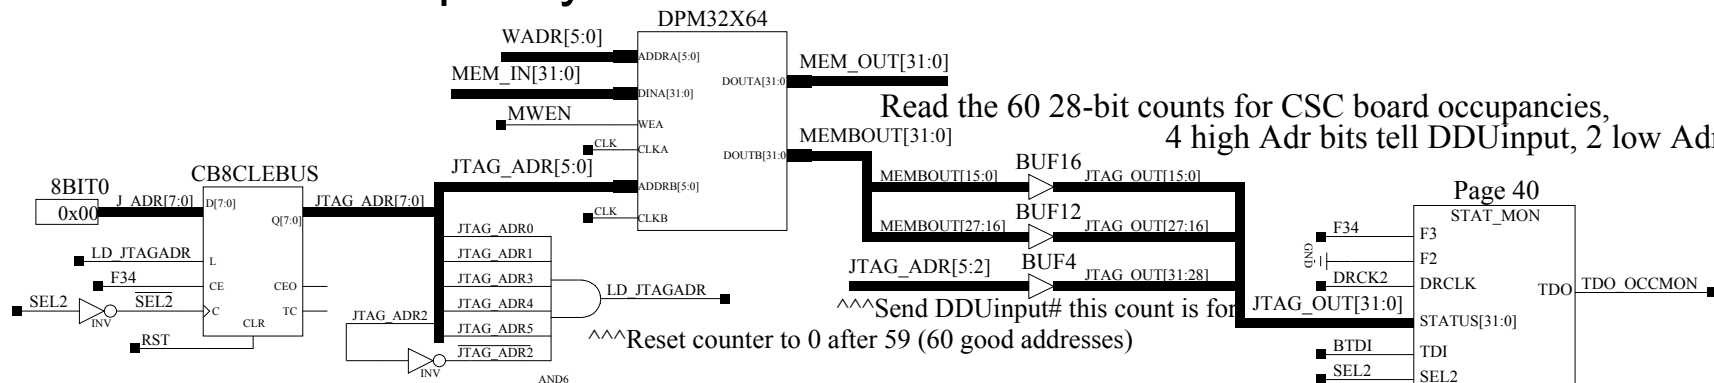 DPM32X64
WADR[5:0]
ADDRA[5:0]
MEM_IN[31:0]
DINA[31:0]
MWEN
WEA
CLK
CLKA
JTAG_ADR[5:0]
ADDRB[5:0]
CLK
CLKB
DOUTA[31:0
MEM_OUT[31:0]
DOUTB[31:0
MEMBOUT[31:0]
Read the 60 28-bit counts for CSC board occupancies,
4 high Adr bits tell DDUinput, 2 low Adr
8BIT0
0x00
J_ADR[7:0]
CB8CLEBUS
D[7:0]
Q[7:0]
L
CE
CEO
C
TC
CLR
LD_JTAGADR
F34
SEL2
INV
SEL2
RST
JTAG_ADR[7:0]
JTAG_ADR0
JTAG_ADR1
JTAG_ADR3
JTAG_ADR4
JTAG_ADR5
JTAG_ADR2
JTAG_ADR2
INV
AND6
LD_JTAGADR
^^^Reset counter to 0 after 59 (60 good addresses)
BUF16
MEMBOUT[15:0]
JTAG_OUT[15:0]
BUF12
MEMBOUT[27:16]
JTAG_OUT[27:16]
BUF4
JTAG_ADR[5:2]
JTAG_OUT[31:28]
^^^Send DDUinput# this count is for
JTAG_OUT[31:0]
Page 40
STAT_MON
F34
F3
GND
F2
DRCK2
DRCLK
TDO
TDO_OCCMON
STATUS[31:0]
BTDI
TDI
SEL2
SEL2